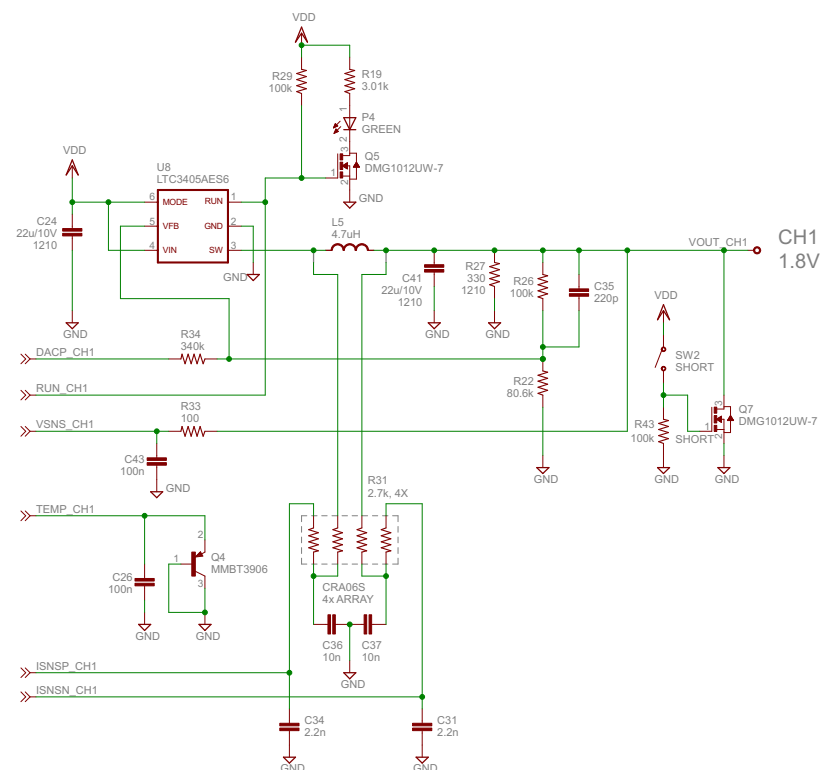 VDD
R29
100k
R19
3.01k
1
P4
GREEN
2
3
Q5
DMG1012UW-7
1
2
GND
VDD
U8
LTC3405AES6
6
MODE
RUN
1
5
VFB
GND
2
4
VIN
SW
3
C24
22u/10V
1210
GND
GND
L5
4.7uH
C41
22u/10V
1210
GND
R27
330
1210
GND
R26
100k
C35
220p
VOUT_CH1
CH1
1.8V
VDD
SW2
SHORT
R43
100k
SHORT
GND
3
Q7
DMG1012UW-7
1
2
GND
R34
340k
DACP_CH1
RUN_CH1
R22
80.6k
GND
R33
100
VSNS_CH1
C43
100n
GND
R31
2.7k, 4X
TEMP_CH1
2
1
Q4
MMBT3906
3
C26
100n
GND
GND
CRA06S
4x ARRAY
C36
10n
C37
10n
GND
ISNSP_CH1
ISNSN_CH1
C34
2.2n
GND
C31
2.2n
GND